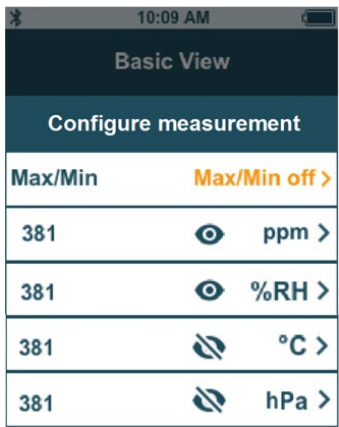 10:09 AM
Basic View
Configure measurement
Max/Min Max/Min off >
381 ppm >
381 %RH >
381 °C >
381 hPa >